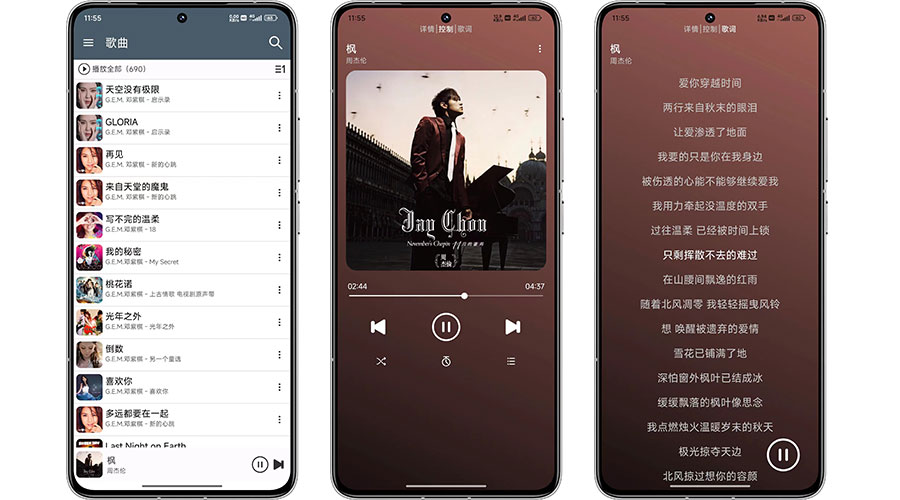 11:55
歌曲
播放全部（690）
天空没有极限
G.E.M. 邓紫棋 - 启示录
GLORIA
G.E.M. 邓紫棋 - 启示录
再见
G.E.M. 邓紫棋 - 新的心跳
来自天堂的魔鬼
G.E.M. 邓紫棋 - 新的心跳
写不完的温柔
G.E.M.邓紫棋 - 18
我的秘密
G.E.M.邓紫棋 - My Secret
桃花诺
G.E.M.邓紫棋 - 上古情歌 电视剧原声带
光年之外
G.E.M.邓紫棋 - 光年之外
倒数
G.E.M.邓紫棋 - 另一个童话
喜欢你
G.E.M.邓紫棋 - 喜欢你
多远都要在一起
G.E.M.邓紫棋 - 新的心跳
Last Night on Earth
枫
周杰伦
11:55
详情|控制|歌词
枫
周杰伦
Jay Chou
November's Chopin
周杰伦
02:44
04:37
11:55
详情|控制|歌词
枫
周杰伦
爱你穿越时间
两行来自秋末的眼泪
让爱渗透了地面
我要的只是你在我身边
被伤透的心能不能够继续爱我
我用力牵起没温度的双手
过往温柔 已经被时间上锁
只剩挥散不去的难过
在山腰间飘逸的红雨
随着北风凋零 我轻轻摇曳风铃
想 唤醒被遗弃的爱情
雪花已铺满了地
深怕窗外枫叶已结成冰
缓缓飘落的枫叶像思念
我点燃烛火温暖岁末的秋天
极光掠夺天边
北风掠过想你的容颜